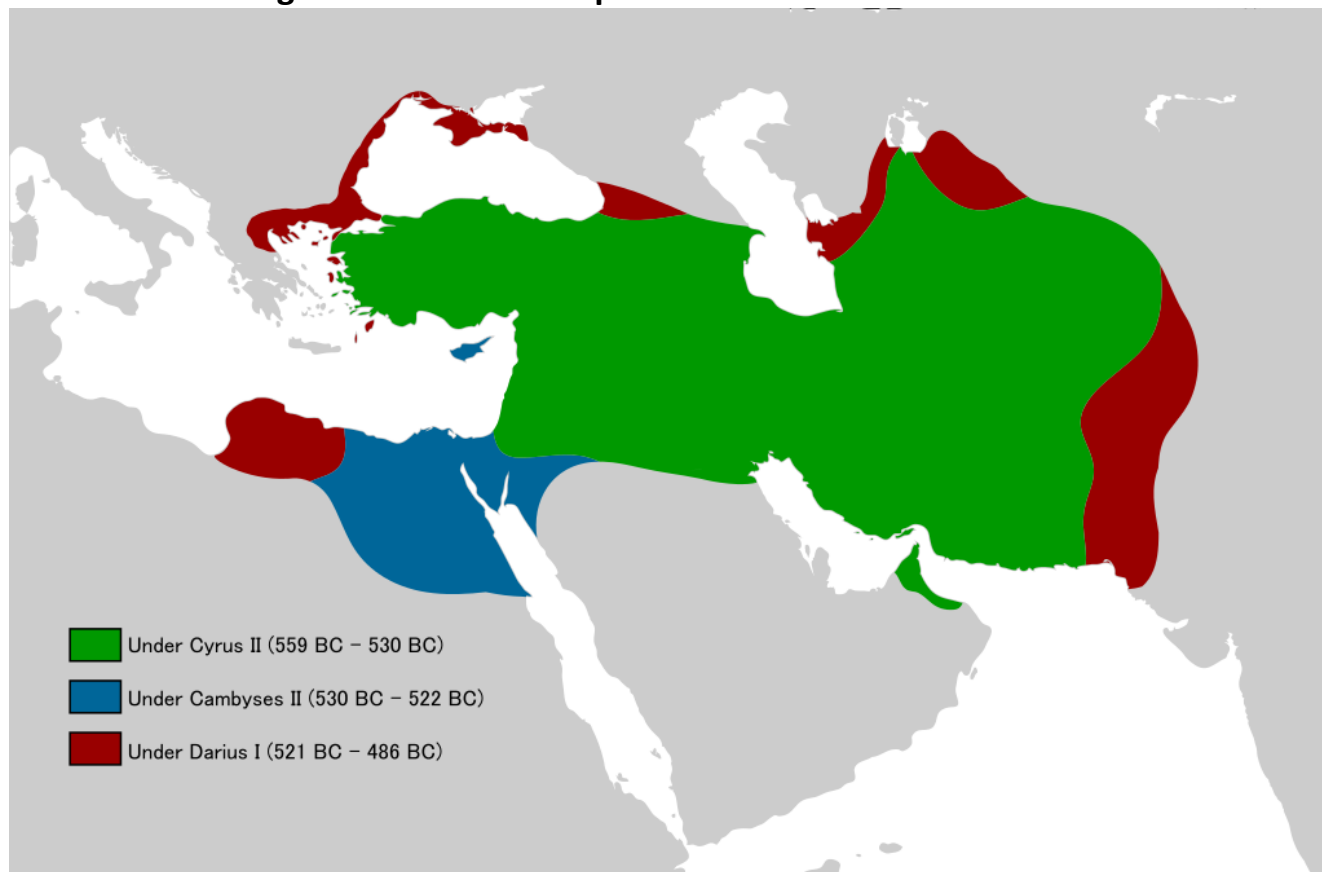 Under Cyrus II (559 BC – 530 BC)
Under Cambyses II (530 BC – 522 BC)
Under Darius I (521 BC – 486 BC)